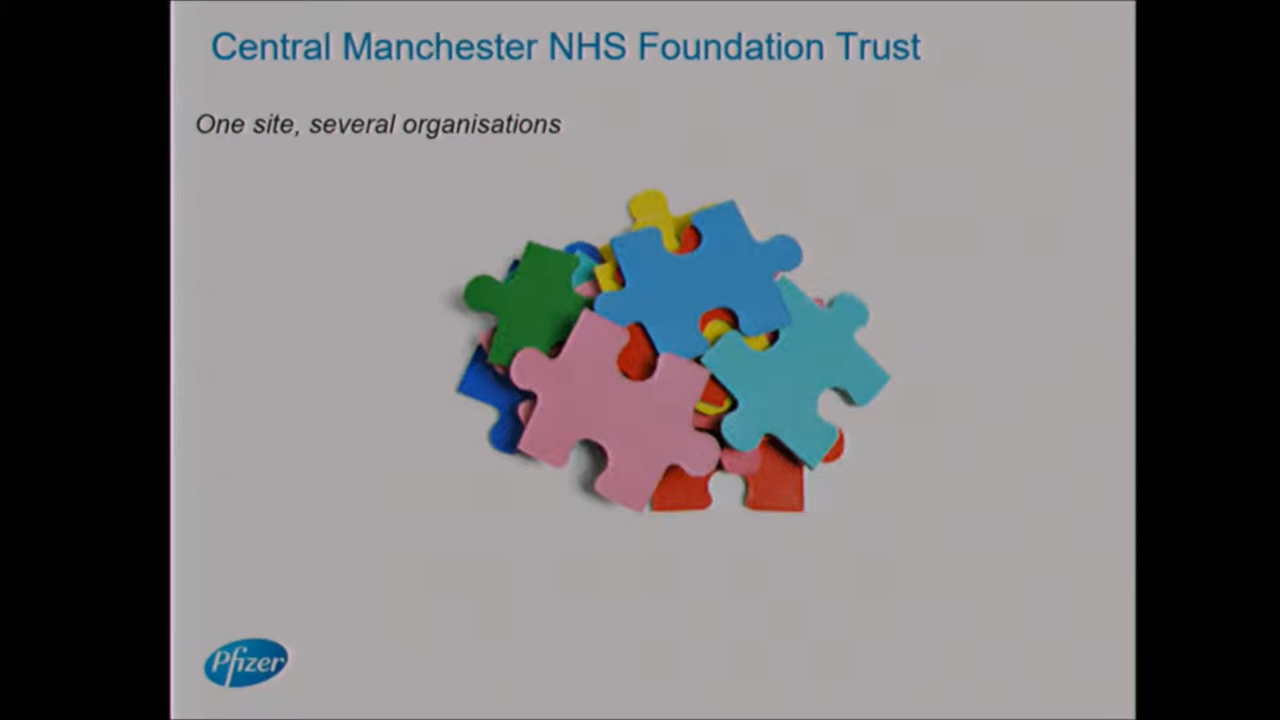 Central Manchester NHS Foundation Trust
One site, several organisations
Pfizer